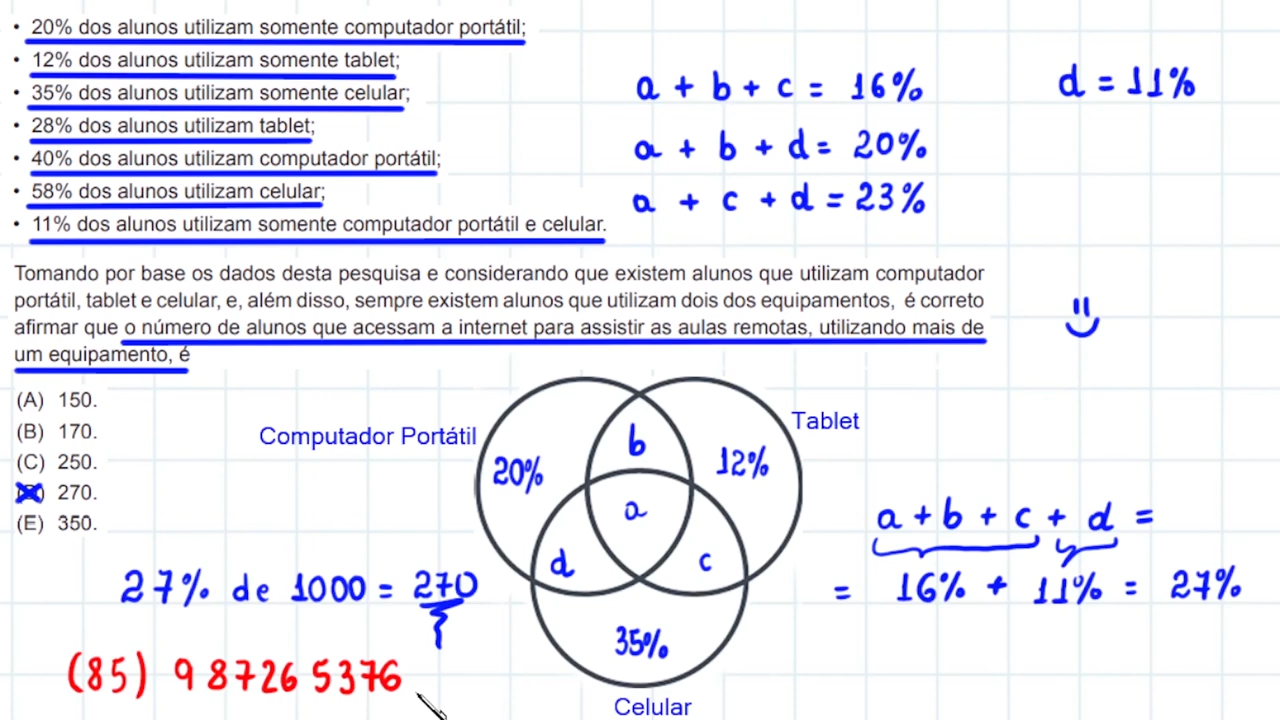 • 20% dos alunos utilizam somente computador portátil;
• 12% dos alunos utilizam somente tablet;
• 35% dos alunos utilizam somente celular;
• 28% dos alunos utilizam tablet;
• 40% dos alunos utilizam computador portátil;
• 58% dos alunos utilizam celular;
• 11% dos alunos utilizam somente computador portátil e celular.
a + b + c = 16%
a + b + d = 20%
a + c + d = 23%
d = 11%
Tomando por base os dados desta pesquisa e considerando que existem alunos que utilizam computador
portátil, tablet e celular, e, além disso, sempre existem alunos que utilizam dois dos equipamentos, é correto
afirmar que o número de alunos que acessam a internet para assistir as aulas remotas, utilizando mais de
um equipamento, é
(A) 150.
(B) 170.
(C) 250.
270.
(E) 350.
Computador Portátil
Tablet
20%
b
12%
a
d
c
35%
Celular
a + b + c + d =
= 16% + 11% = 27%
27% de 1000 = 270
(85) 987265376